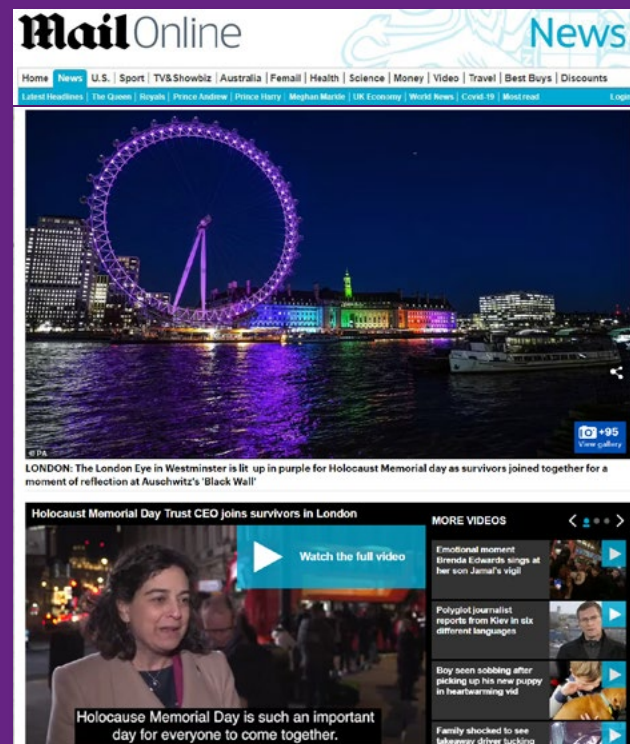 Mail Online
News
Home News U.S. Sport TV&Showbiz Australia Femail Health Science Money Video Travel Best Buys Discounts
Latest Headlines The Queen Royals Prince Andrew Prince Harry Meghan Markle UK Economy World News Covid-19 Most read Login
+95
View gallery
©PA
LONDON: The London Eye in Westminster is lit up in purple for Holocaust Memorial day as survivors joined together for a
moment of reflection at Auschwitz's 'Black Wall'
Holocaust Memorial Day Trust CEO joins survivors in London
Watch the full video
Holocause Memorial Day is such an important
day for everyone to come together.
MORE VIDEOS
Emotional moment
Brenda Edwards sings at
her son Jamal's vigil
Polyglot journalist
reports from Kiev in six
different languages
Boy seen sobbing after
picking up his new puppy
in heartwarming vid
Family shocked to see
takeaway driver tucking